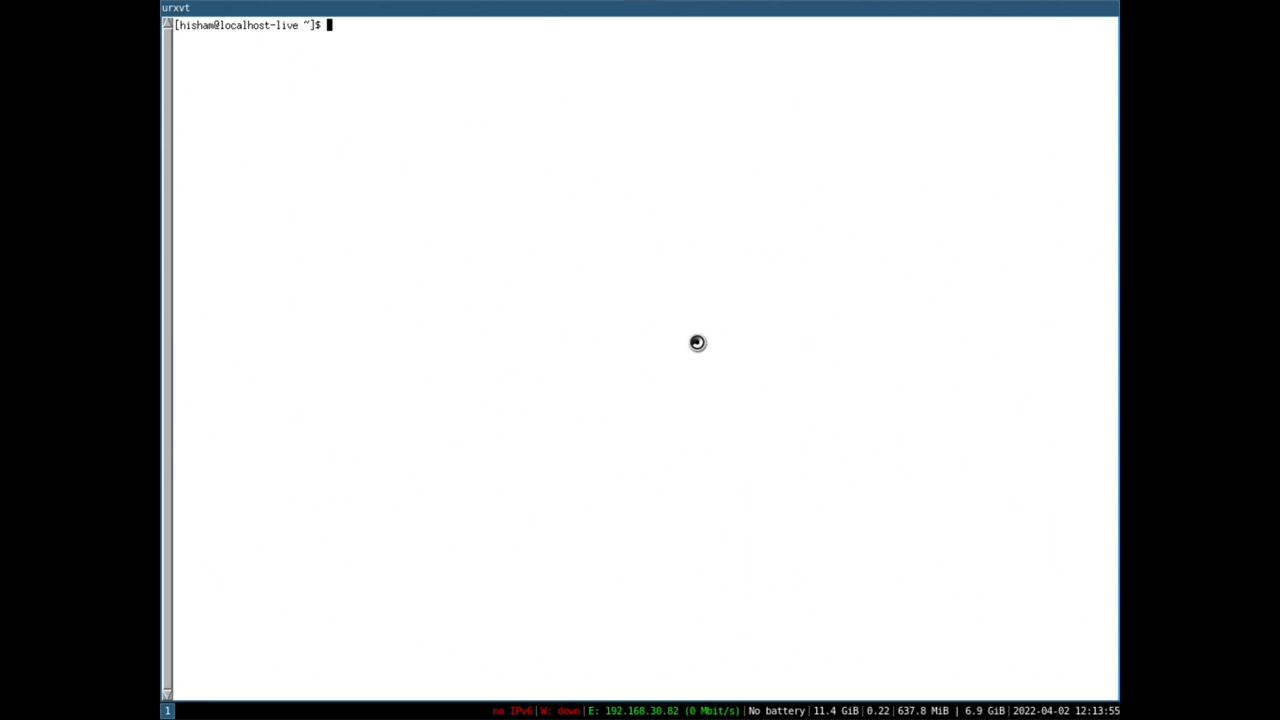 urxvt
[hisham@localhost-live ~]$
1
no IPv6|W: down|E: 192.168.30.82 (0 Mbit/s)|No battery|11.4 GiB|0.22|637.8 MiB | 6.9 GiB|2022-04-02 12:13:55